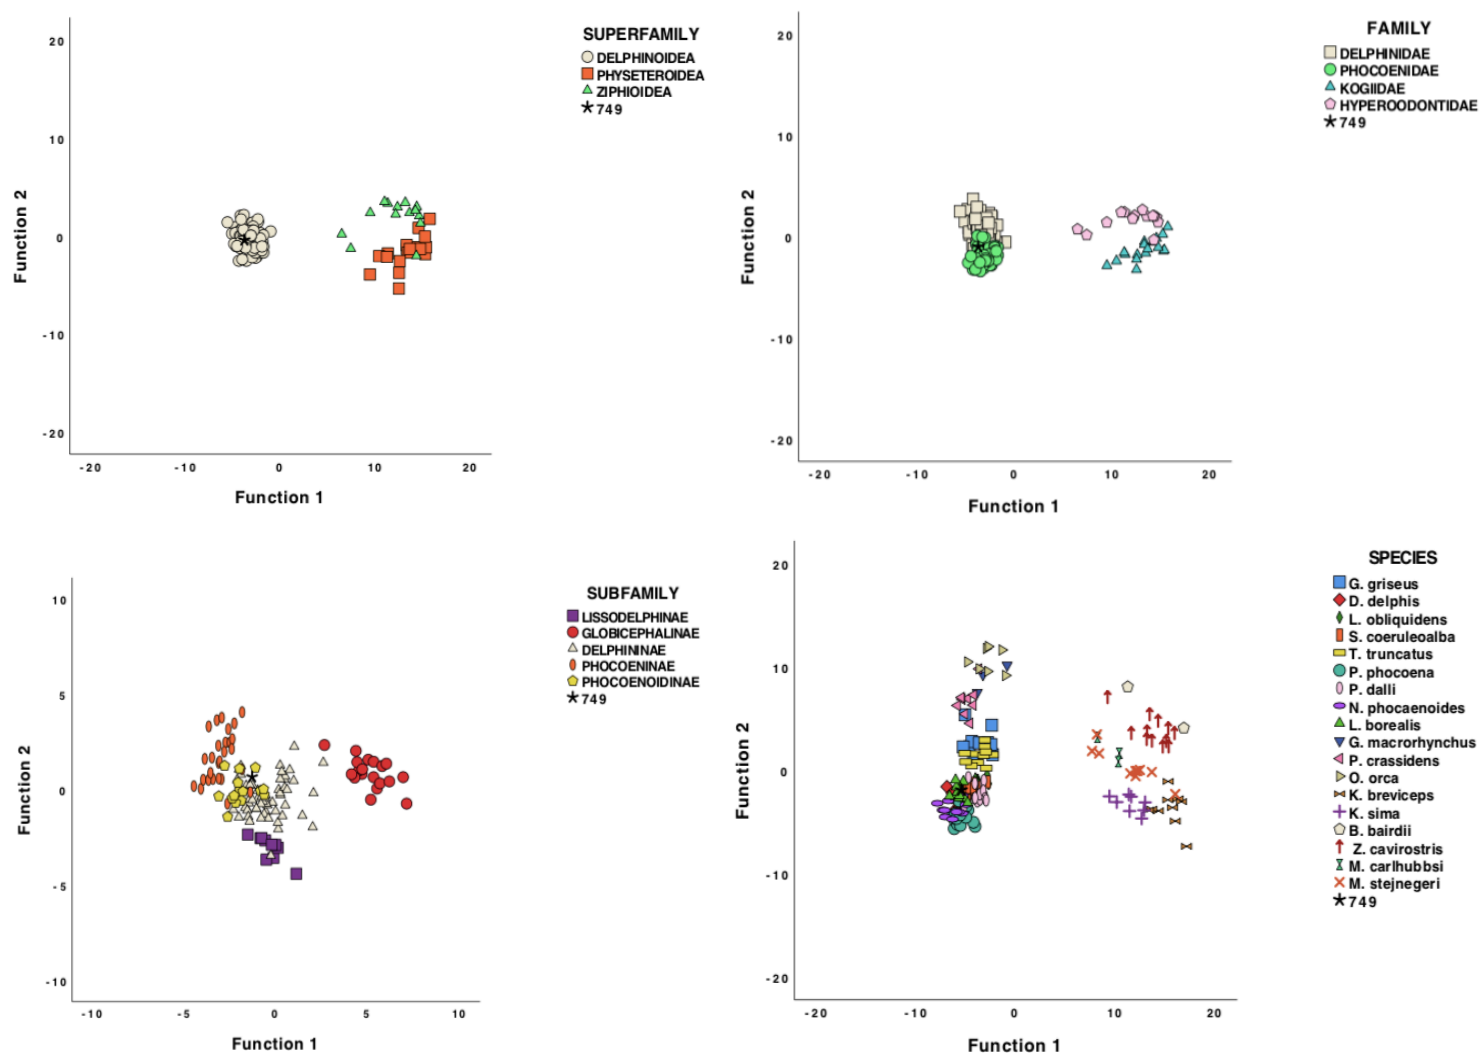 SUPERFAMILY
DELPHINOIDEA
PHYSETEROIDEA
ZIPHIOIDEA
749
20
10
0
-10
-20
Function 2
-20
-10
0
10
20
Function 1
FAMILY
DELPHINIDAE
PHOCOENIDAE
KOGIIDAE
HYPEROODONTIDAE
749
20
10
0
-10
-20
Function 2
-20
-10
0
10
20
Function 1
SUBFAMILY
LISSODELPHINAE
GLOBICEPHALINAE
DELPHININAE
PHOCOENINAE
PHOCOENOIDINAE
749
10
5
0
-5
-10
Function 2
-10
-5
0
5
10
Function 1
SPECIES
G. griseus
D. delphis
L. obliquidens
S. coeruleoalba
T. truncatus
P. phocoena
P. dalli
N. phocaenoides
L. borealis
G. macrorhynchus
P. crassidens
O. orca
K. breviceps
K. sima
B. bairdii
Z. cavirostris
M. carlhubbsi
M. stejnegeri
749
20
10
0
-10
-20
Function 2
-20
-10
0
10
20
Function 1